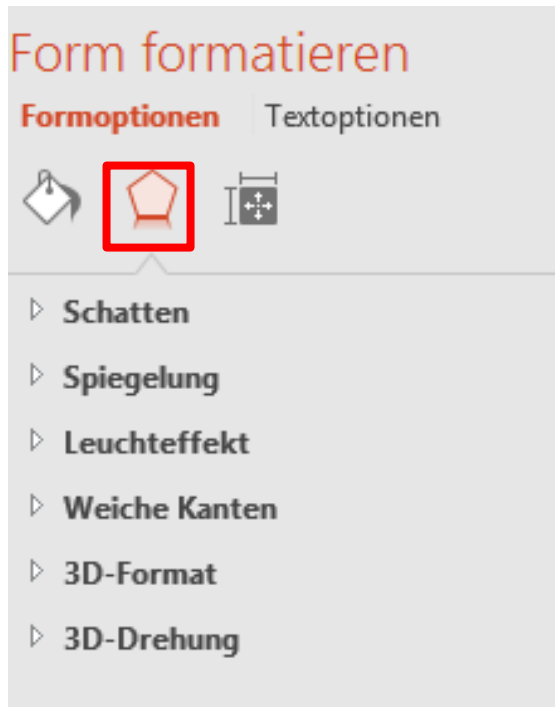 Form formatieren
Formoptionen Textoptionen
Schatten
Spiegelung
Leuchteffekt
Weiche Kanten
3D-Format
3D-Drehung